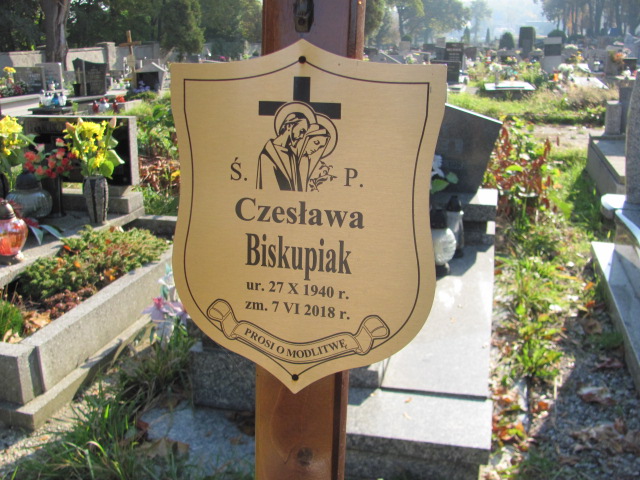 Ś. P.
Czesława
Biskupiak
ur. 27 X 1940 r.
zm. 7 VI 2018 r.
PROSI O MODLITWĘ